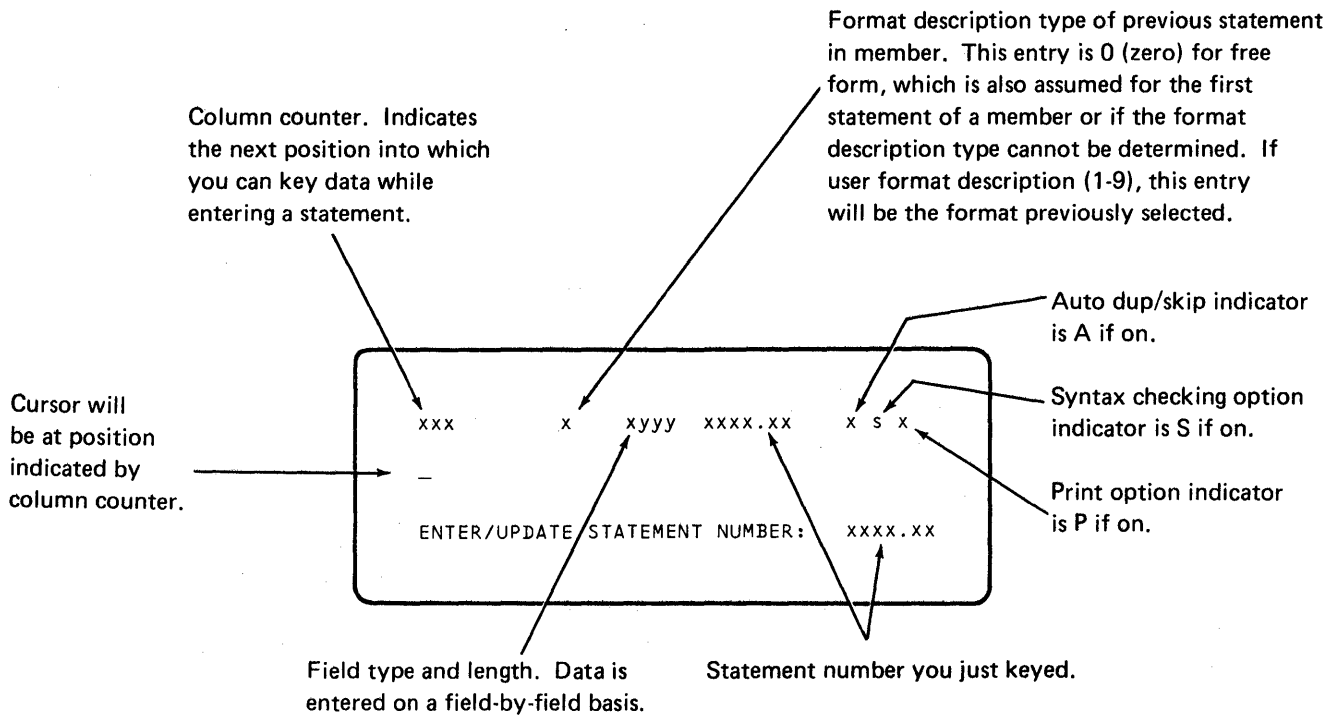 Format description type of previous statement
in member. This entry is 0 (zero) for free
form, which is also assumed for the first
statement of a member or if the format
description type cannot be determined. If
user format description (1-9), this entry
will be the format previously selected.
Column counter. Indicates
the next position into which
you can key data while
entering a statement.
Auto dup/skip indicator
is A if on.
Syntax checking option
indicator is S if on.
Print option indicator
is P if on.
Cursor will
be at position
indicated by
column counter.
xxx x xyyy xxxx.xx x s x
_
ENTER/UPDATE STATEMENT NUMBER: xxxx.xx
Field type and length. Data is
entered on a field-by-field basis.
Statement number you just keyed.